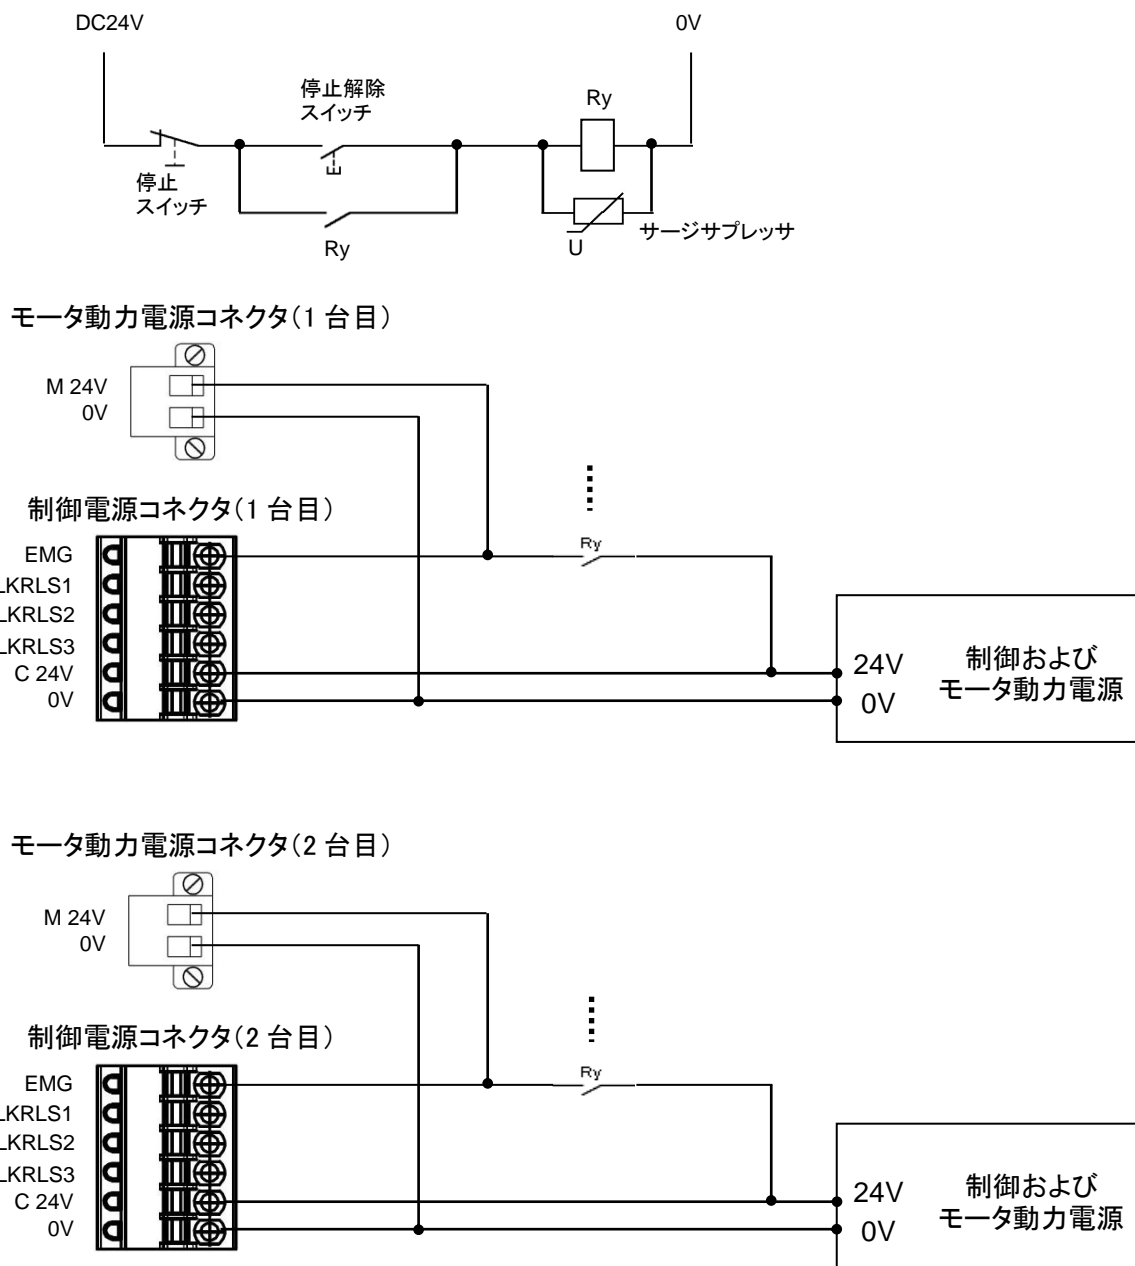 DC24V
0V
停止解除
スイッチ
Ry
停止
スイッチ
Ry
U
サージサプレッサ
モータ動力電源コネクタ(1 台目)
M 24V
0V
制御電源コネクタ(1 台目)
EMG
LKRLS1
LKRLS2
LKRLS3
C 24V
0V
Ry
24V
0V
制御および
モータ動力電源
モータ動力電源コネクタ(2 台目)
M 24V
0V
制御電源コネクタ(2 台目)
EMG
LKRLS1
LKRLS2
LKRLS3
C 24V
0V
Ry
24V
0V
制御および
モータ動力電源